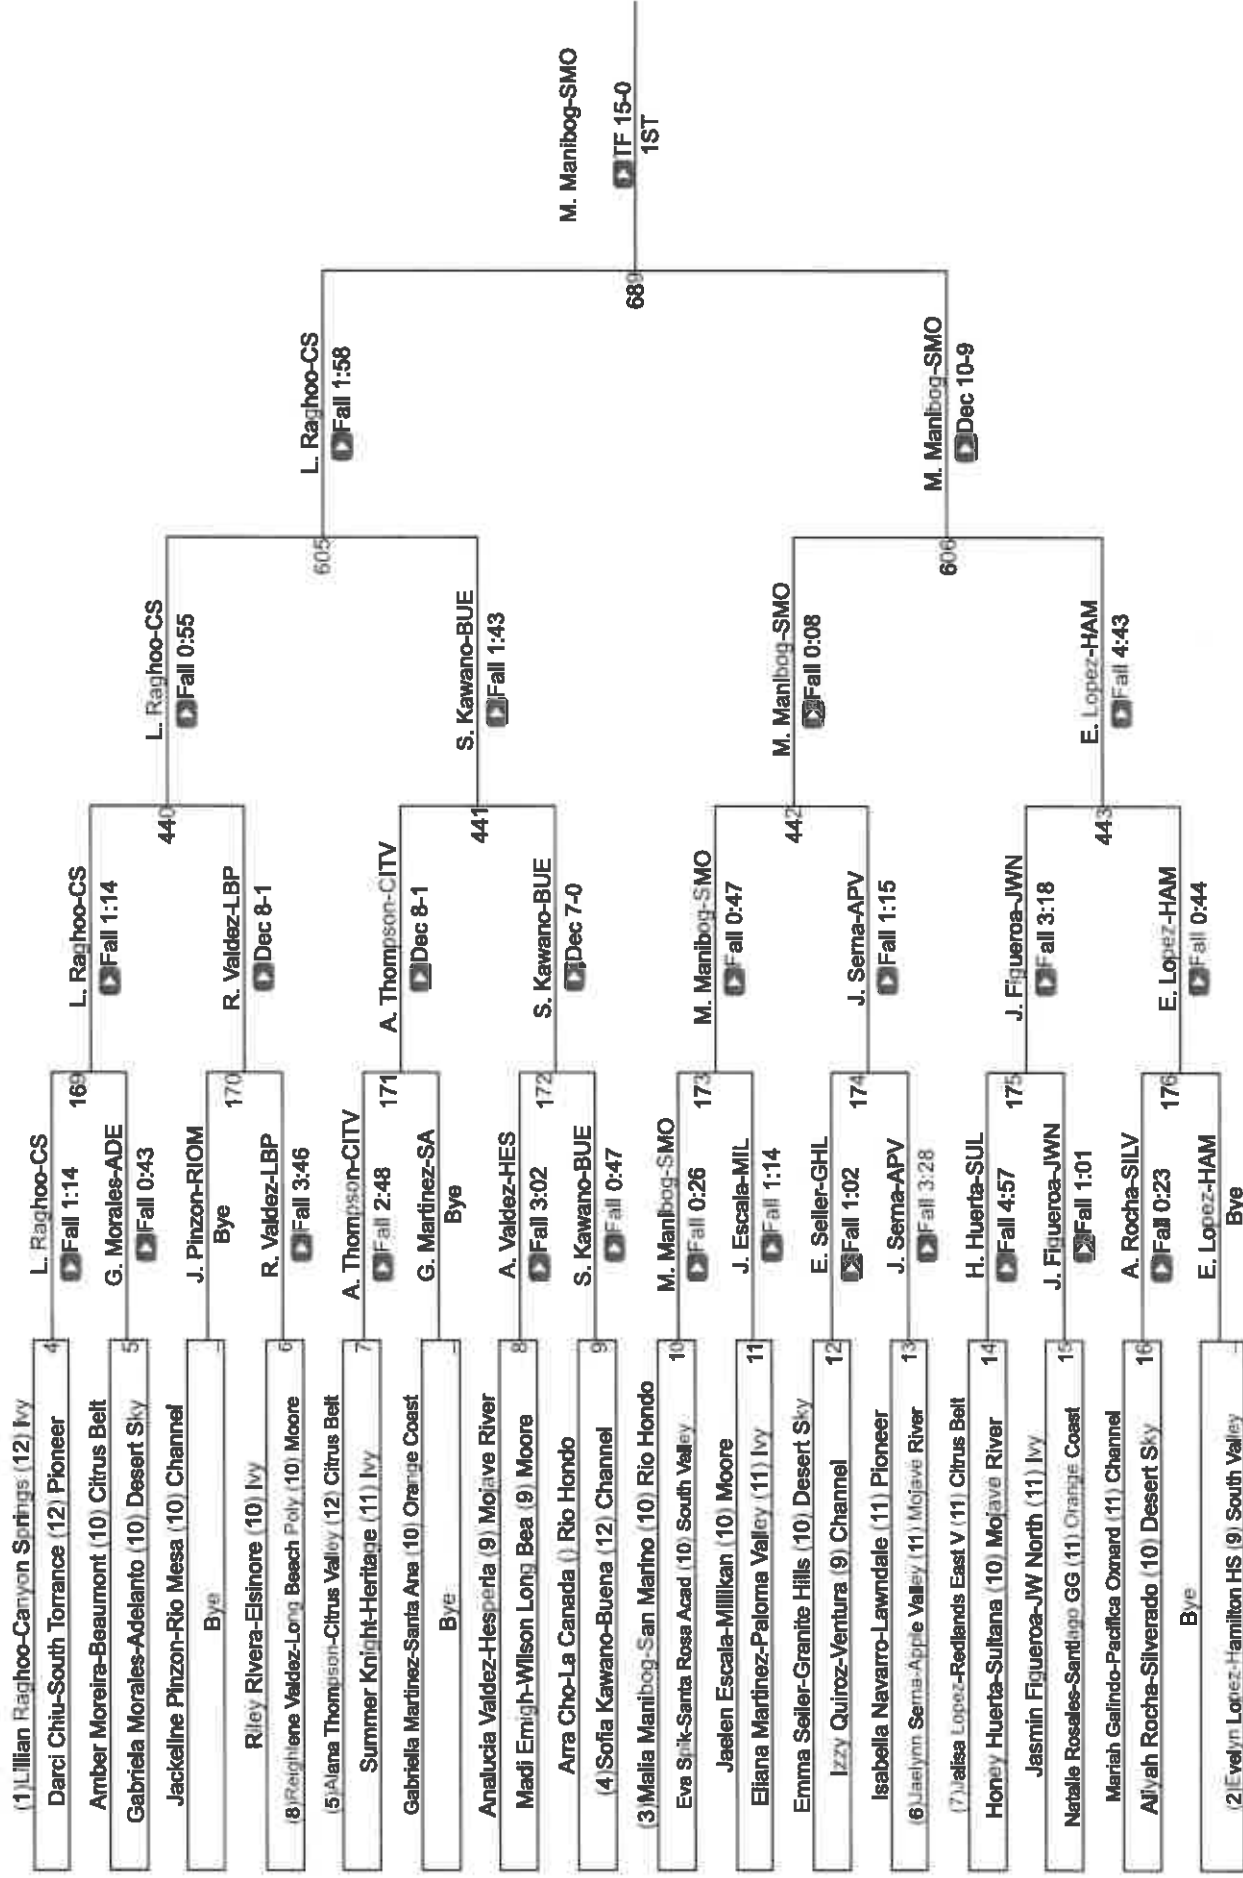 (1)Lillian Raghoo-Canyon Springs (12) Ivy
4
Darci Chiu-South Torrance (12) Pioneer
Amber Moreira-Beaumont (10) Citrus Belt
5
Gabriela Morales-Adelanto (10) Desert Sky
Jackeline Pinzon-Rio Mesa (10) Channel
Bye
Riley Rivera-Elsinore (10) Ivy
6
(8)Reighlene Valdez-Long Beach Poly (10) Moore
(5)Alana Thompson-Citrus Valley (12) Citrus Belt
7
Summer Knight-Heritage (11) Ivy
Gabriella Martinez-Santa Ana (10) Orange Coast
Bye
Analucia Valdez-Hesperia (9) Mojave River
8
Madi Emigh-Wilson Long Bea (9) Moore
Arra Cho-La Canada () Rio Hondo
9
(4)Sofia Kawano-Buena (12) Channel
(3)Malia Manibog-San Marino (10) Rio Hondo
10
Eva Spik-Santa Rosa Acad (10) South Valley
Jaelen Escala-Millikan (10) Moore
11
Eliana Martinez-Paloma Valley (11) Ivy
Emma Seiler-Granite Hills (10) Desert Sky
12
Izzy Quiroz-Ventura (9) Channel
Isabella Navarro-Lawndale (11) Pioneer
13
(6)Jaelynn Serna-Apple Valley (11) Mojave River
(7)Jalisa Lopez-Redlands East V (11) Citrus Belt
14
Honey Huerta-Sultana (10) Mojave River
Jasmin Figueroa-JW North (11) Ivy
15
Natalie Rosales-Santiago GG (11) Orange Coast
Mariah Galindo-Pacifica Oxnard (11) Channel
16
Aliyah Rocha-Silverado (10) Desert Sky
Bye
(2)Evelyn Lopez-Hamilton HS (9) South Valley
L. Raghoo-CS
Fall 1:14
169
G. Morales-ADE
Fall 0:43
J. Pinzon-RIOM
Bye
170
R. Valdez-LBP
Fall 3:46
A. Thompson-CITV
Fall 2:48
171
G. Martinez-SA
Bye
A. Valdez-HES
Fall 3:02
172
S. Kawano-BUE
Fall 0:47
M. Manibog-SMO
Fall 0:26
173
J. Escala-MIL
Fall 1:14
E. Seiler-GHL
Fall 1:02
174
J. Serna-APV
Fall 3:28
H. Huerta-SUL
Fall 4:57
175
J. Figueroa-JWN
Fall 1:01
A. Rocha-SILV
Fall 0:23
176
E. Lopez-HAM
Bye
L. Raghoo-CS
Fall 1:14
440
R. Valdez-LBP
Dec 8-1
A. Thompson-CITV
Dec 8-1
441
S. Kawano-BUE
Dec 7-0
M. Manibog-SMO
Fall 0:47
442
J. Serna-APV
Fall 1:15
J. Figueroa-JWN
Fall 3:18
443
E. Lopez-HAM
Fall 0:44
L. Raghoo-CS
Fall 0:55
605
S. Kawano-BUE
Fall 1:43
M. Manibog-SMO
Fall 0:08
606
E. Lopez-HAM
Fall 4:43
L. Raghoo-CS
Fall 1:58
689
M. Manibog-SMO
Dec 10-9
M. Manibog-SMO
TF 15-0
1ST